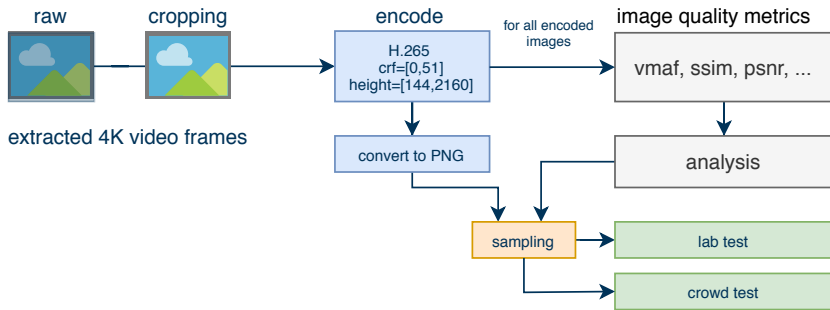 raw
cropping
encode
image quality metrics
for all encoded
images
H.265
crf=[0,51]
height=[144,2160]
vmaf, ssim, psnr, ...
extracted 4K video frames
convert to PNG
analysis
sampling
lab test
crowd test